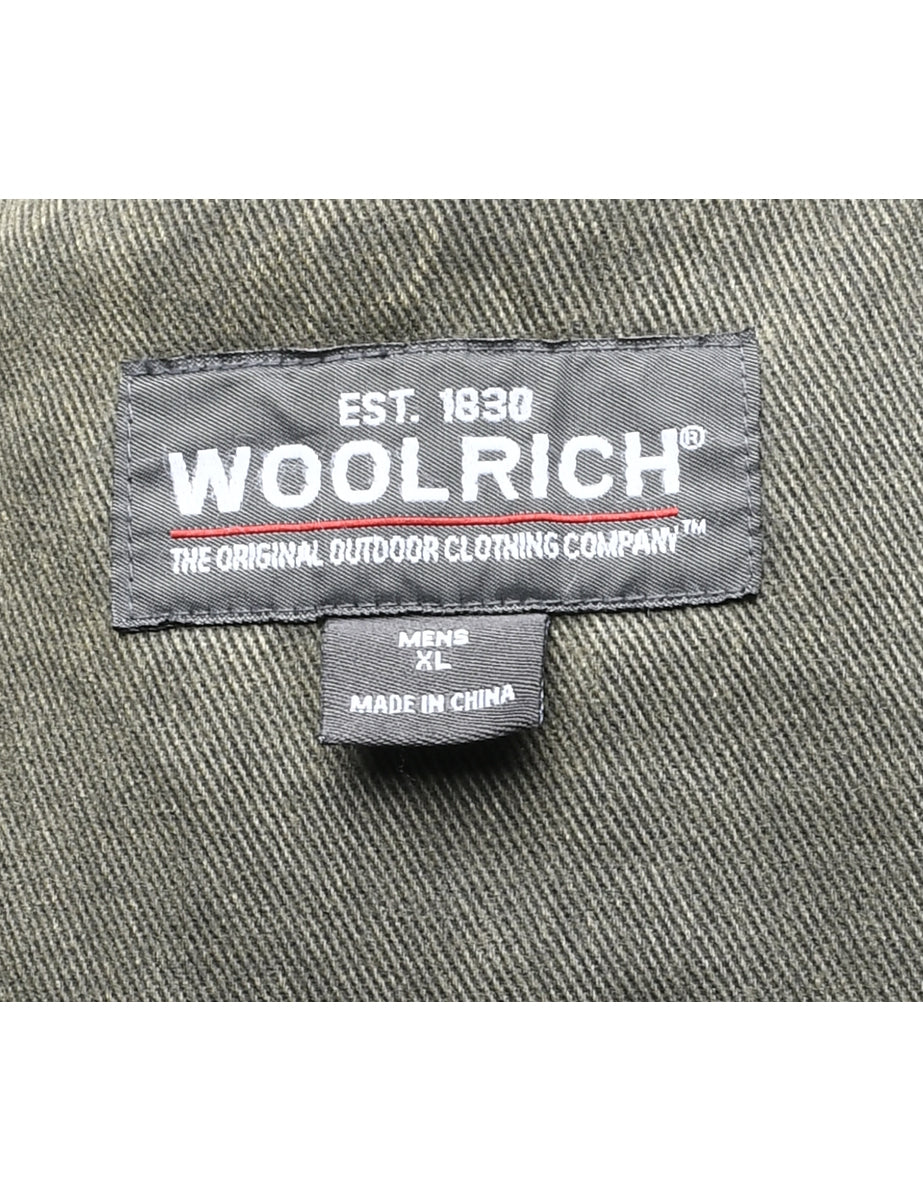 EST. 1830
WOOLRICH®
THE ORIGINAL OUTDOOR CLOTHING COMPANY™
MENS
XL
MADE IN CHINA